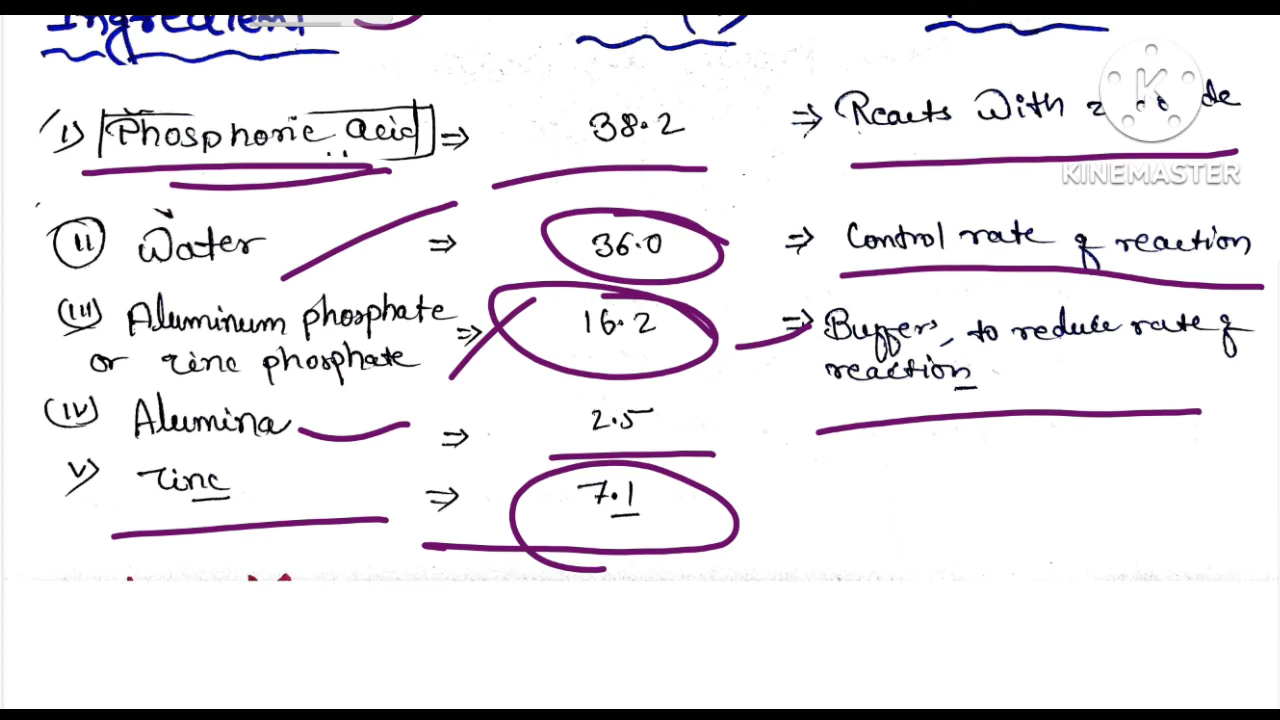 Ingredient
i) Phosphoric acid ⇒ 38.2 ⇒ Reacts with
KINEMASTER
ii Water ⇒ 36.0 ⇒ Control rate of reaction
(iii) Aluminum phosphate ⇒ 16.2 ⇒ Buffers, to reduce rate of
or zinc phosphate reaction
(iv) Alumina ⇒ 2.5
v) zinc ⇒ 7.1